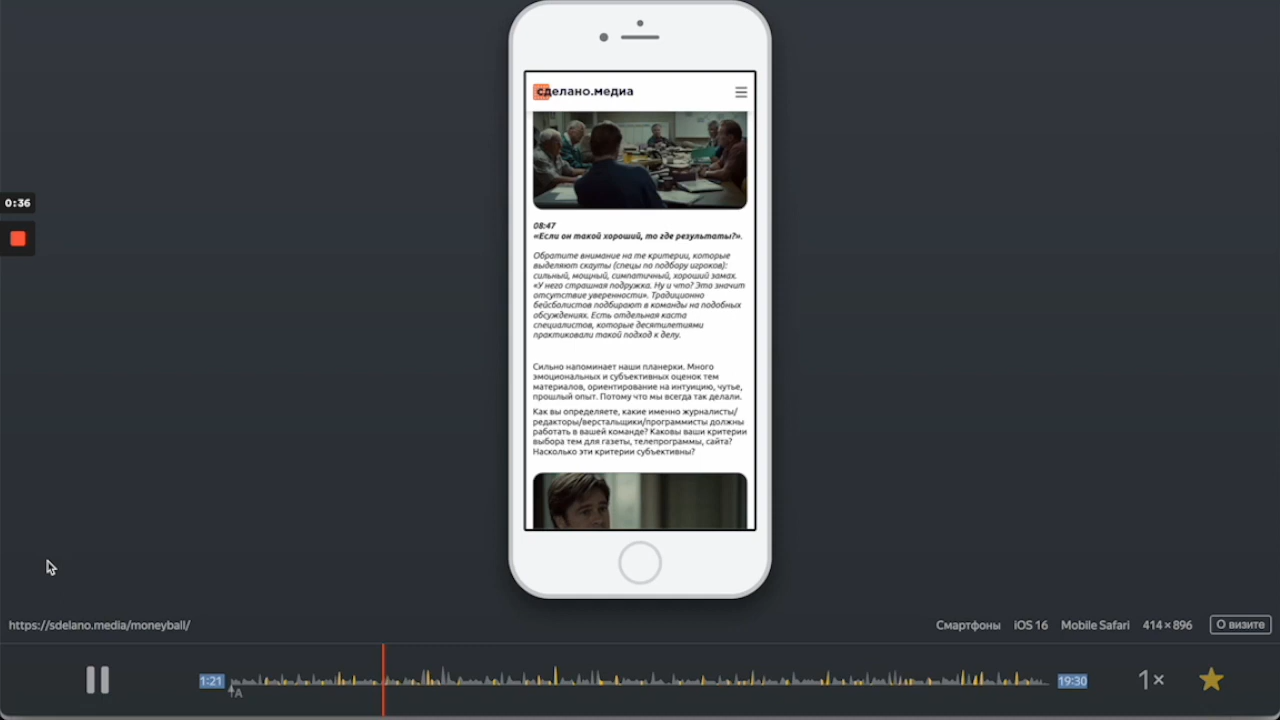 сделано.медиа
0:36
08:47
«Если он такой хороший, то где результаты?».
Обратите внимание на те критерии, которые
выделяют скауты (спецы по подбору игроков):
сильный, мощный, симпатичный, хороший замах.
«У него страшная подружка. Ну и что? Это значит
отсутствие уверенности». Традиционно
бейсболистов подбирают в команды на подобных
обсуждениях. Есть отдельная каста
специалистов, которые десятилетиями
практиковали такой подход к делу.
Сильно напоминает наши планерки. Много
эмоциональных и субъективных оценок тем
материалов, ориентирование на интуицию, чутье,
прошлый опыт. Потому что мы всегда так делали.
Как вы определяете, какие именно журналисты/
редакторы/верстальщики/программисты должны
работать в вашей команде? Каковы ваши критерии
выбора тем для газеты, телепрограммы, сайта?
Насколько эти критерии субъективны?
https://sdelano.media/moneyball/
Смартфоны iOS 16 Mobile Safari 414×896 О визите
1:21 19:30 1×
A